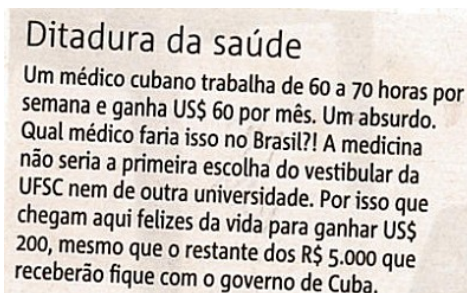 Ditadura da saúde
Um médico cubano trabalha de 60 a 70 horas por
semana e ganha US$ 60 por mês. Um absurdo.
Qual médico faria isso no Brasil?! A medicina
não seria a primeira escolha do vestibular da
UFSC nem de outra universidade. Por isso que
chegam aqui felizes da vida para ganhar US$
200, mesmo que o restante dos R$ 5.000 que
receberão fique com o governo de Cuba.